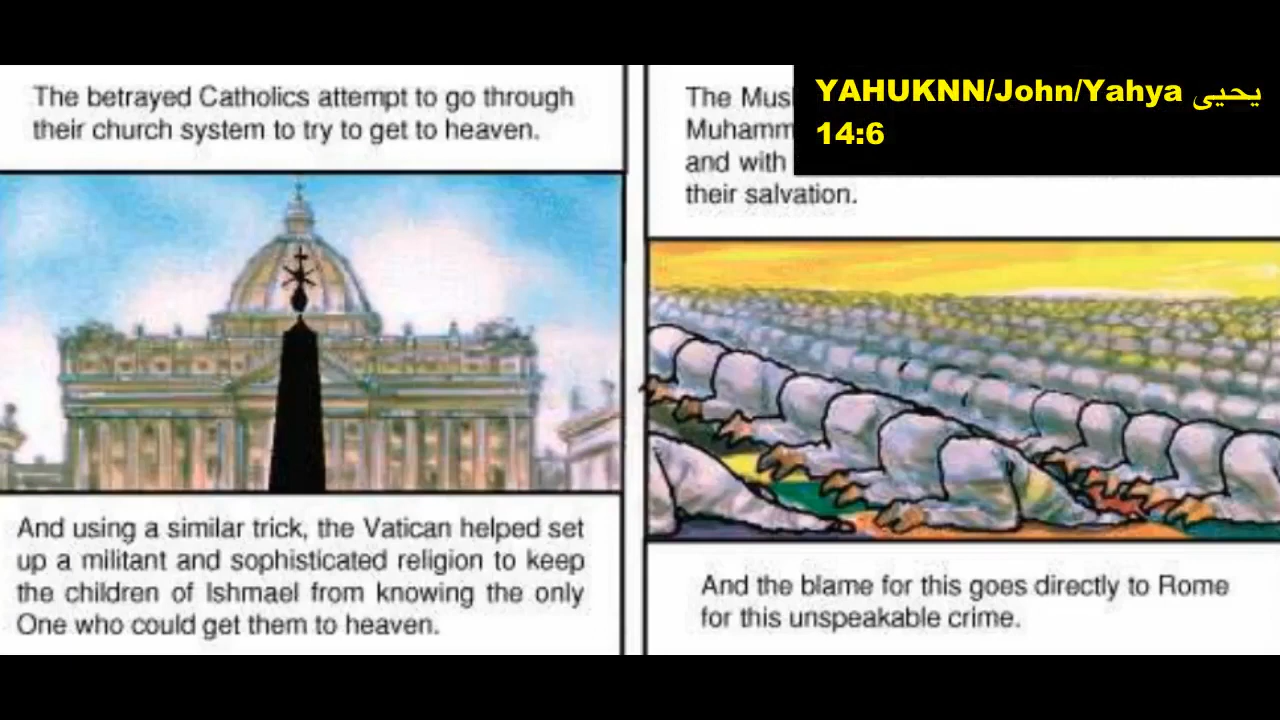 The betrayed Catholics attempt to go through
their church system to try to get to heaven.
And using a similar trick, the Vatican helped set
up a militant and sophisticated religion to keep
the children of Ishmael from knowing the only
One who could get them to heaven.
YAHUKNN/John/Yahya يحيى
14:6
The
and with
their salvation.
And the blame for this goes directly to Rome
for this unspeakable crime.